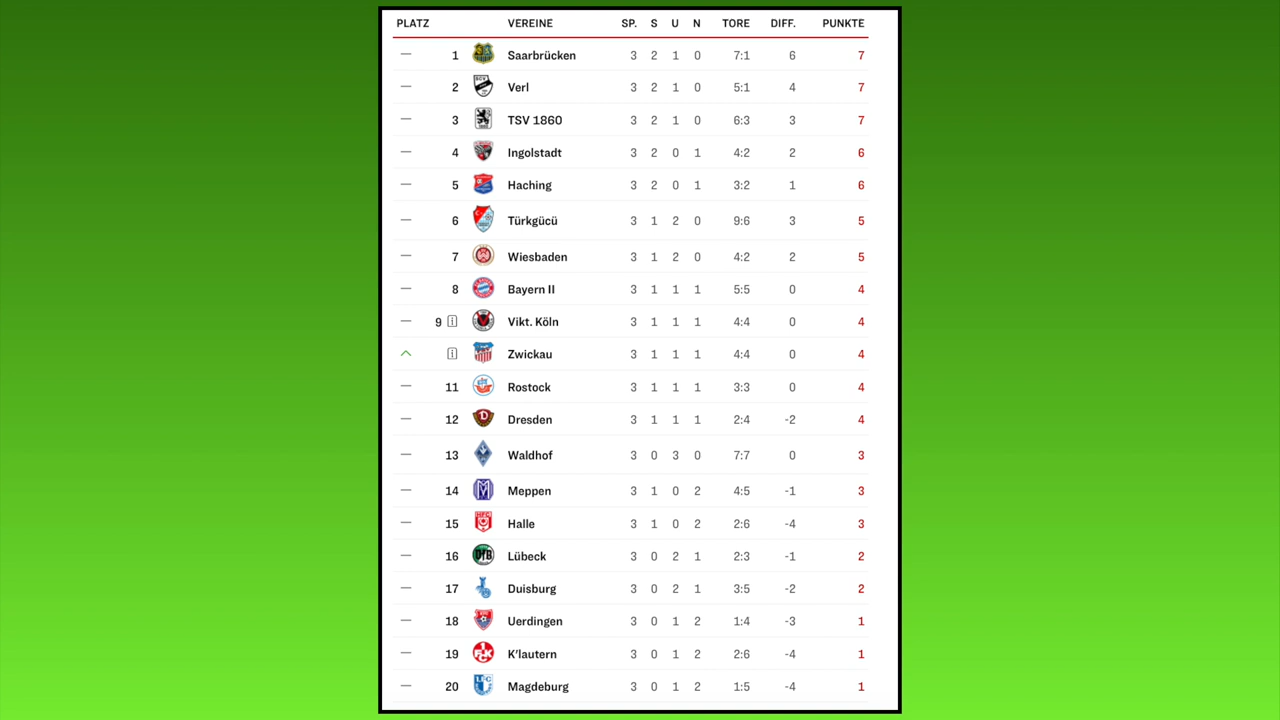 PLATZ VEREINE SP. S U N TORE DIFF. PUNKTE
— 1 Saarbrücken 3 2 1 0 7:1 6 7
— 2 Verl 3 2 1 0 5:1 4 7
— 3 TSV 1860 3 2 1 0 6:3 3 7
— 4 Ingolstadt 3 2 0 1 4:2 2 6
— 5 Haching 3 2 0 1 3:2 1 6
— 6 Türkgücü 3 1 2 0 9:6 3 5
— 7 Wiesbaden 3 1 2 0 4:2 2 5
— 8 Bayern II 3 1 1 1 5:5 0 4
— 9 i Vikt. Köln 3 1 1 1 4:4 0 4
i Zwickau 3 1 1 1 4:4 0 4
— 11 Rostock 3 1 1 1 3:3 0 4
— 12 Dresden 3 1 1 1 2:4 -2 4
— 13 Waldhof 3 0 3 0 7:7 0 3
— 14 Meppen 3 1 0 2 4:5 -1 3
— 15 Halle 3 1 0 2 2:6 -4 3
— 16 Lübeck 3 0 2 1 2:3 -1 2
— 17 Duisburg 3 0 2 1 3:5 -2 2
— 18 Uerdingen 3 0 1 2 1:4 -3 1
— 19 K'lautern 3 0 1 2 2:6 -4 1
— 20 Magdeburg 3 0 1 2 1:5 -4 1